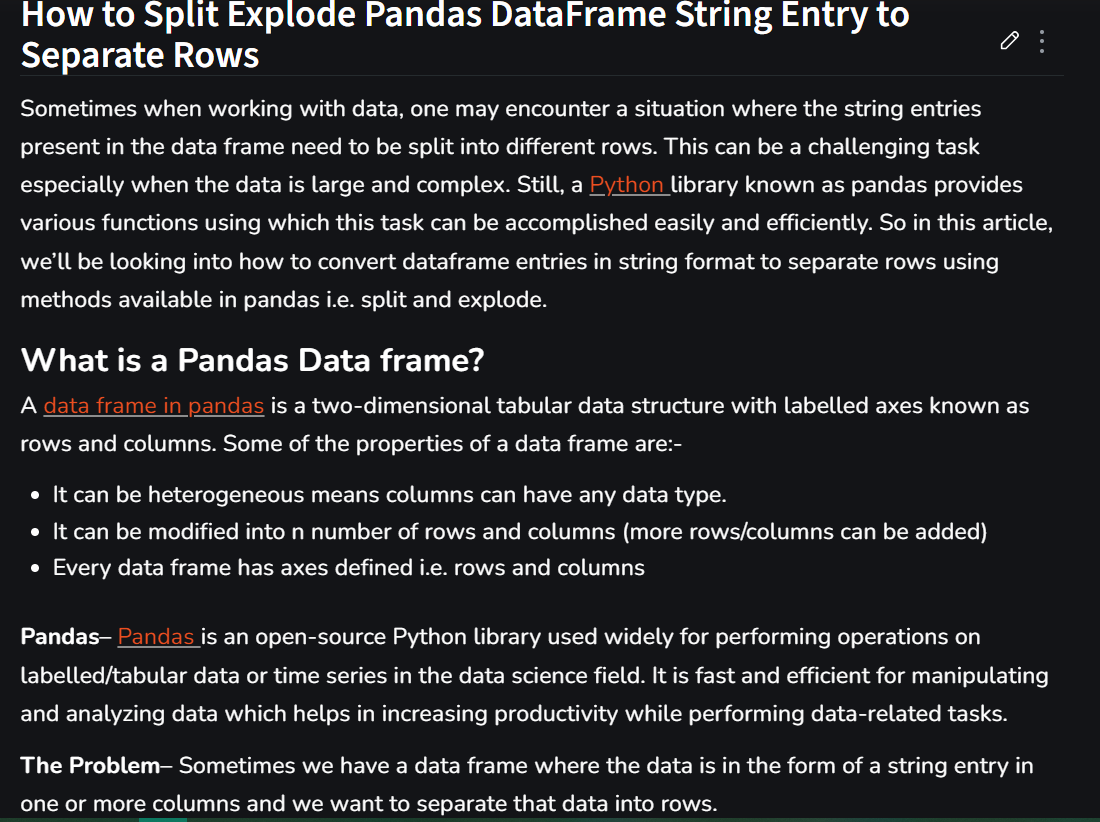 How to Split Explode Pandas DataFrame String Entry to
Separate Rows
Sometimes when working with data, one may encounter a situation where the string entries
present in the data frame need to be split into different rows. This can be a challenging task
especially when the data is large and complex. Still, a Python library known as pandas provides
various functions using which this task can be accomplished easily and efficiently. So in this article,
we’ll be looking into how to convert dataframe entries in string format to separate rows using
methods available in pandas i.e. split and explode.
What is a Pandas Data frame?
A data frame in pandas is a two-dimensional tabular data structure with labelled axes known as
rows and columns. Some of the properties of a data frame are:-
• It can be heterogeneous means columns can have any data type.
• It can be modified into n number of rows and columns (more rows/columns can be added)
• Every data frame has axes defined i.e. rows and columns
Pandas– Pandas is an open-source Python library used widely for performing operations on
labelled/tabular data or time series in the data science field. It is fast and efficient for manipulating
and analyzing data which helps in increasing productivity while performing data-related tasks.
The Problem– Sometimes we have a data frame where the data is in the form of a string entry in
one or more columns and we want to separate that data into rows.